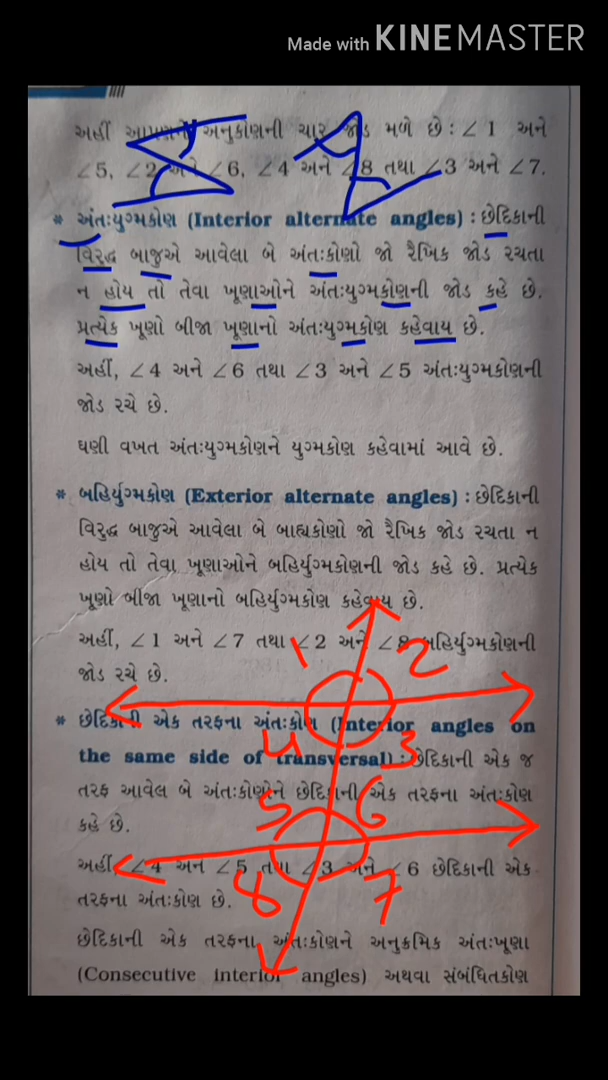 Made with KINEMASTER
અહીં આપણને અનુકોણની ચાર જોડ મળે છે : ∠1 અને
∠5, ∠2 અને ∠6, ∠4 અને ∠8 તથા ∠3 અને ∠7.
* અંતઃયુગ્મકોણ (Interior alternate angles) : છેદિકાની
વિરુદ્ધ બાજુએ આવેલા બે અંતઃકોણો જો રૈખિક જોડ રચતા
ન હોય તો તેવા ખૂણાઓને અંતઃયુગ્મકોણની જોડ કહે છે.
પ્રત્યેક ખૂણો બીજા ખૂણાનો અંતઃયુગ્મકોણ કહેવાય છે.
અહીં, ∠4 અને ∠6 તથા ∠3 અને ∠5 અંતઃયુગ્મકોણની
જોડ રચે છે.
ઘણી વખત અંતઃયુગ્મકોણને યુગ્મકોણ કહેવામાં આવે છે.
* બહિર્યુગ્મકોણ (Exterior alternate angles) : છેદિકાની
વિરુદ્ધ બાજુએ આવેલા બે બાહ્યકોણો જો રૈખિક જોડ રચતા ન
હોય તો તેવા ખૂણાઓને બહિર્યુગ્મકોણની જોડ કહે છે. પ્રત્યેક
ખૂણો બીજા ખૂણાનો બહિર્યુગ્મકોણ કહેવાય છે.
અહીં, ∠1 અને ∠7 તથા ∠2 અને ∠8 બહિર્યુગ્મકોણની
જોડ રચે છે.
1 2
* છેદિકાની એક તરફના અંતઃકોણ (Interior angles on
the same side of transversal) : છેદિકાની એક જ
4 3
તરફ આવેલ બે અંતઃકોણોને છેદિકાની એક તરફના અંતઃકોણ
5 6
કહે છે.
અહીં ∠4 અને ∠5 તથા ∠3 અને ∠6 છેદિકાની એક
8 7
તરફના અંતઃકોણ છે.
છેદિકાની એક તરફના અંતઃકોણને અનુક્રમિક અંતઃખૂણા
(Consecutive interior angles) અથવા સંબંધિતકોણ